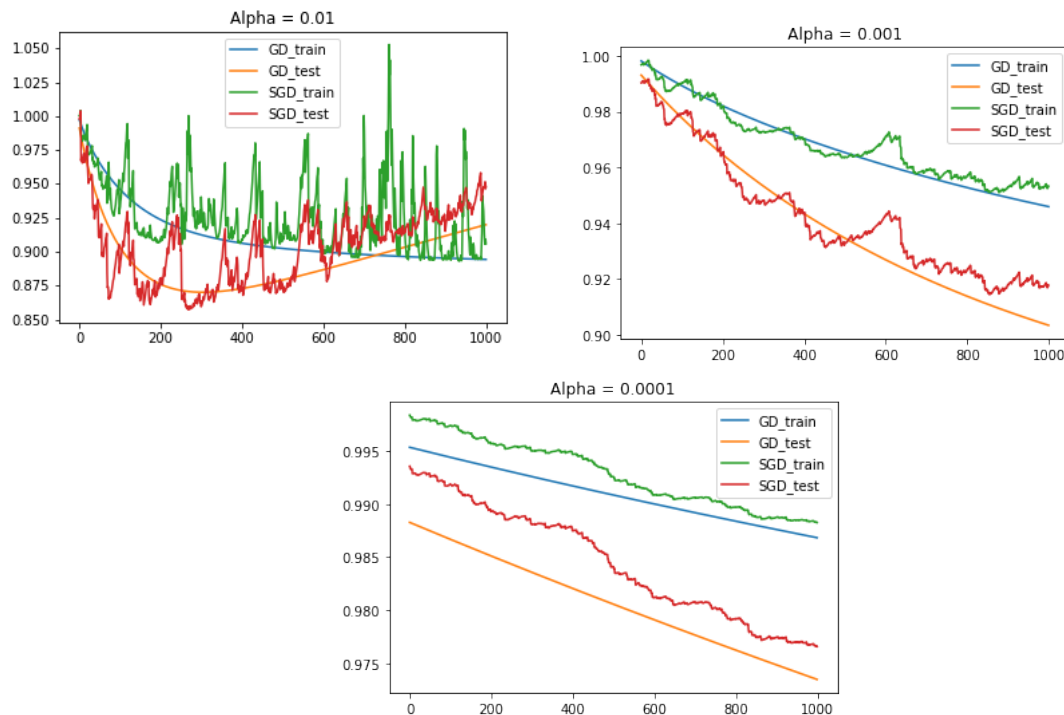 Alpha = 0.01
1.050
1.025
1.000
0.975
0.950
0.925
0.900
0.875
0.850
GD_train
GD_test
SGD_train
SGD_test
0 200 400 600 800 1000
Alpha = 0.001
1.00
0.98
0.96
0.94
0.92
0.90
GD_train
GD_test
SGD_train
SGD_test
0 200 400 600 800 1000
Alpha = 0.0001
0.995
0.990
0.985
0.980
0.975
GD_train
GD_test
SGD_train
SGD_test
0 200 400 600 800 1000